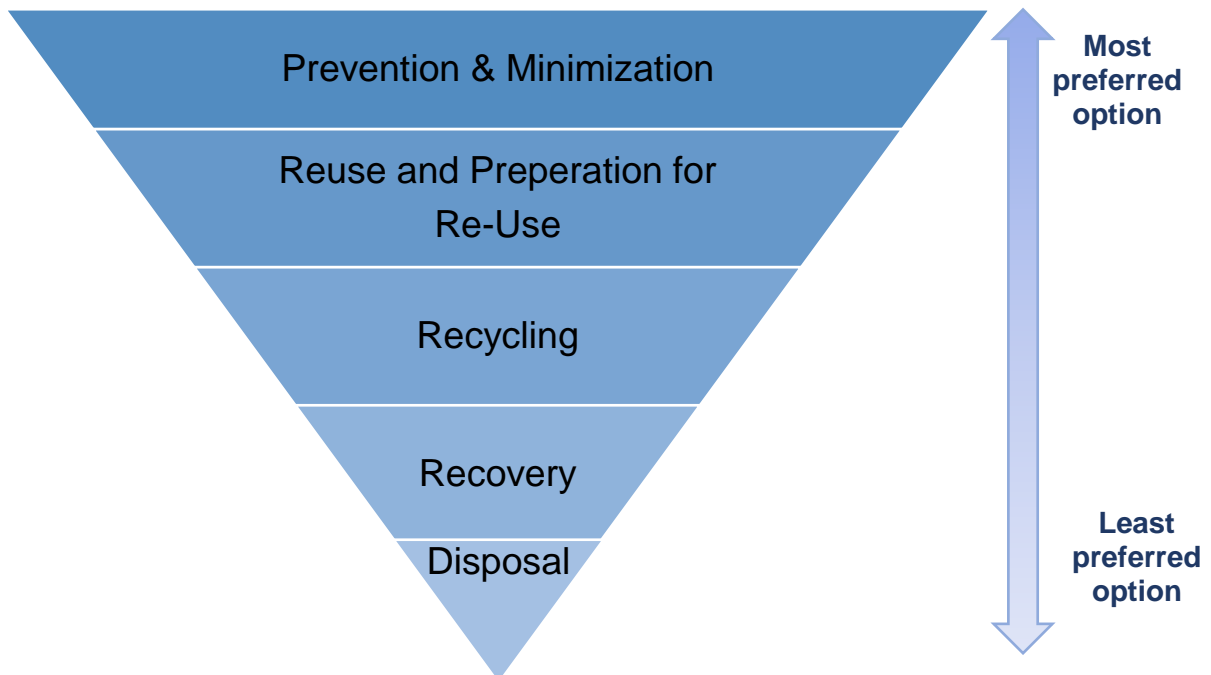 Prevention & Minimization
Most
preferred
option
Reuse and Preperation for
Re-Use
Recycling
Recovery
Disposal
Least
preferred
option